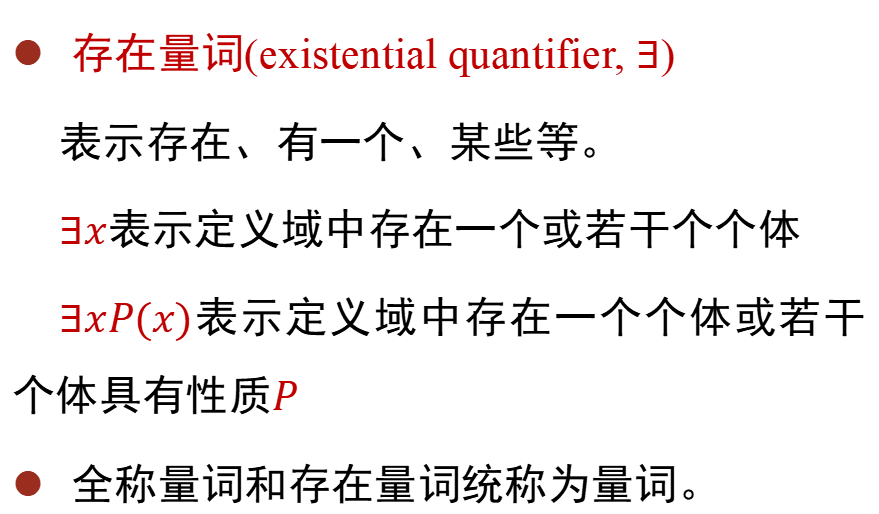 ● 存在量词(existential quantifier, ∃)
表示存在、有一个、某些等。
∃𝑥表示定义域中存在一个或若干个个体
∃𝑥𝑃(𝑥)表示定义域中存在一个个体或若干
个体具有性质𝑃
● 全称量词和存在量词统称为量词。